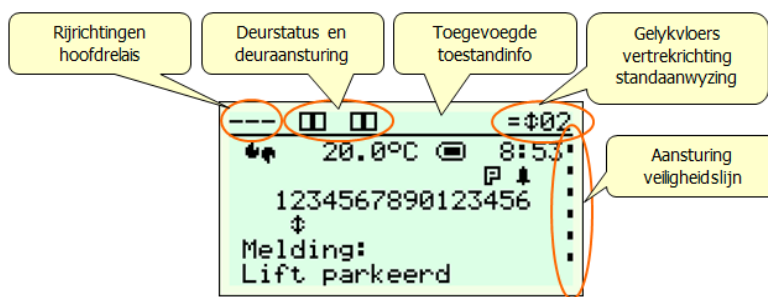 Rijrichtingen
hoofdrelais
Deurstatus en
deuraansturing
Toegevoegde
toestandinfo
Gelykvloers
vertrekrichting
standaanwyzing
--- =⇕02
20.0°C 8:53
P
1234567890123456
⇕
Melding:
Lift parkeerd
Aansturing
veiligheidslijn